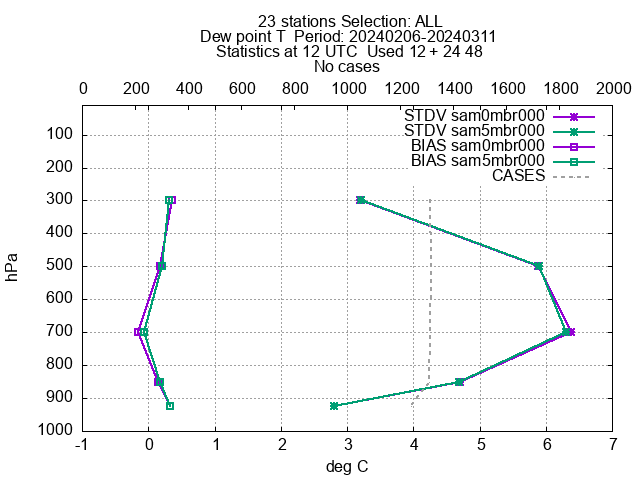 23 stations Selection: ALL
Dew point T  Period: 20240206-20240311
Statistics at 12 UTC  Used 12 + 24 48
No cases
0 200 400 600 800 1000 1200 1400 1600 1800 2000
STDV sam0mbr000
STDV sam5mbr000
BIAS sam0mbr000
BIAS sam5mbr000
CASES
100
200
300
400
500
600
700
800
900
1000
hPa
-1 0 1 2 3 4 5 6 7
deg C